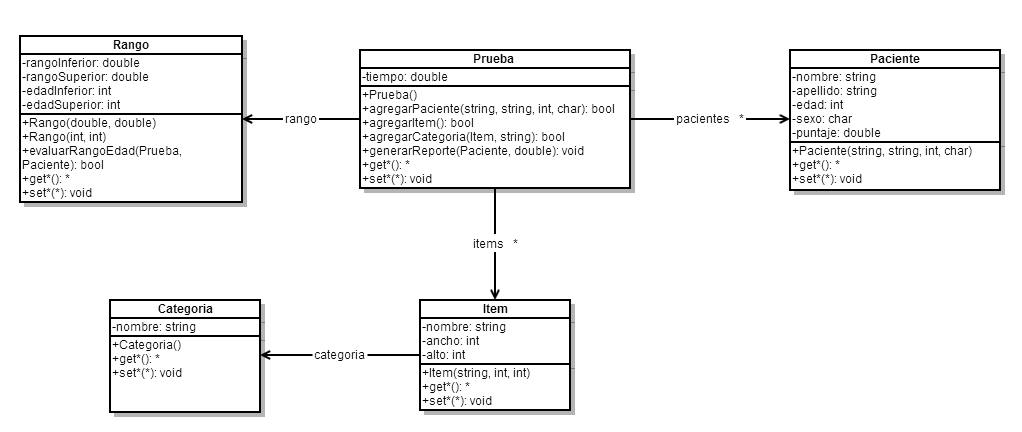 Rango
-rangoInferior: double
-rangoSuperior: double
-edadInferior: int
-edadSuperior: int
+Rango(double, double)
+Rango(int, int)
+evaluarRangoEdad(Prueba,
Paciente): bool
+get*(): *
+set*(*): void
rango
Prueba
-tiempo: double
+Prueba()
+agregarPaciente(string, string, int, char): bool
+agregarItem(): bool
+agregarCategoria(Item, string): bool
+generarReporte(Paciente, double): void
+get*(): *
+set*(*): void
pacientes *
Paciente
-nombre: string
-apellido: string
-edad: int
-sexo: char
-puntaje: double
+Paciente(string, string, int, char)
+get*(): *
+set*(*): void
items *
Categoria
-nombre: string
+Categoria()
+get*(): *
+set*(*): void
categoria
Item
-nombre: string
-ancho: int
-alto: int
+Item(string, int, int)
+get*(): *
+set*(*): void